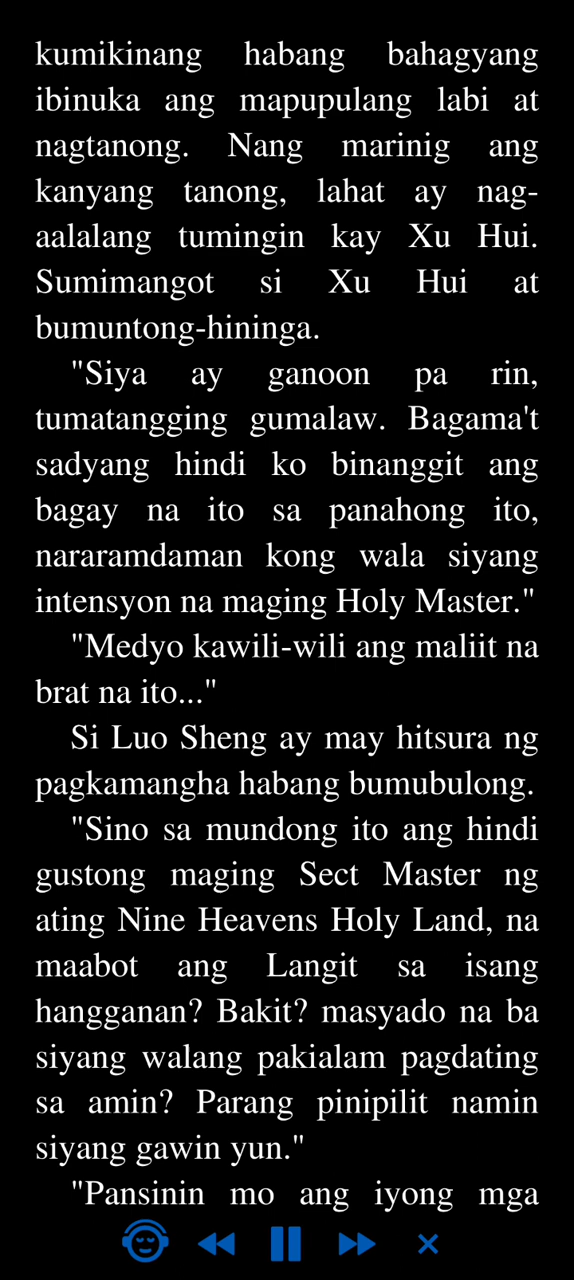 kumikinang habang bahagyang
ibinuka ang mapupulang labi at
nagtanong. Nang marinig ang
kanyang tanong, lahat ay nag-
aalalang tumingin kay Xu Hui.
Sumimangot si Xu Hui at
bumuntong-hininga.
"Siya ay ganoon pa rin,
tumatangging gumalaw. Bagama't
sadyang hindi ko binanggit ang
bagay na ito sa panahong ito,
nararamdaman kong wala siyang
intensyon na maging Holy Master."
"Medyo kawili-wili ang maliit na
brat na ito..."
Si Luo Sheng ay may hitsura ng
pagkamangha habang bumubulong.
"Sino sa mundong ito ang hindi
gustong maging Sect Master ng
ating Nine Heavens Holy Land, na
maabot ang Langit sa isang
hangganan? Bakit? masyado na ba
siyang walang pakialam pagdating
sa amin? Parang pinipilit namin
siyang gawin yun."
"Pansinin mo ang iyong mga